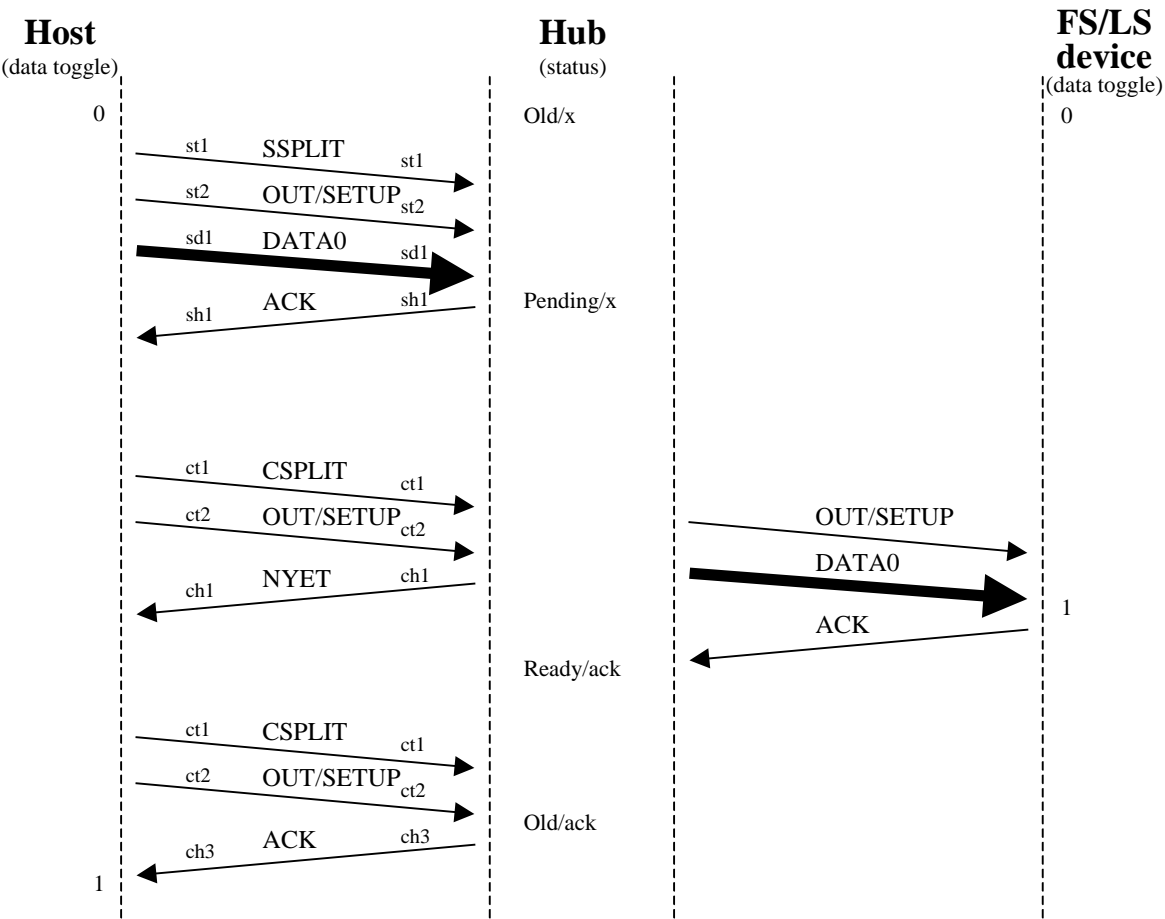 Host
(data toggle)
Hub
(status)
FS/LS
device
(data toggle)
0
Old/x
0
st1 SSPLIT st1
st2 OUT/SETUP st2
sd1 DATA0 sd1
ACK sh1
sh1
Pending/x
ct1 CSPLIT ct1
ct2 OUT/SETUP ct2
NYET ch1
ch1
OUT/SETUP
DATA0
1
ACK
Ready/ack
ct1 CSPLIT ct1
ct2 OUT/SETUP ct2
Old/ack
ACK ch3
ch3
1